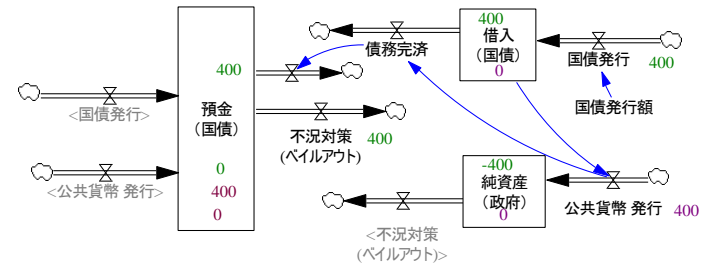 400
<国債発行>
<公共貨幣 発行>
預金
(国債)
0
400
0
債務完済
不況対策
(ベイルアウト)
400
400
借入
(国債)
0
国債発行
400
国債発行額
-400
純資産
(政府)
0
公共貨幣 発行
400
<不況対策
(ベイルアウト)>